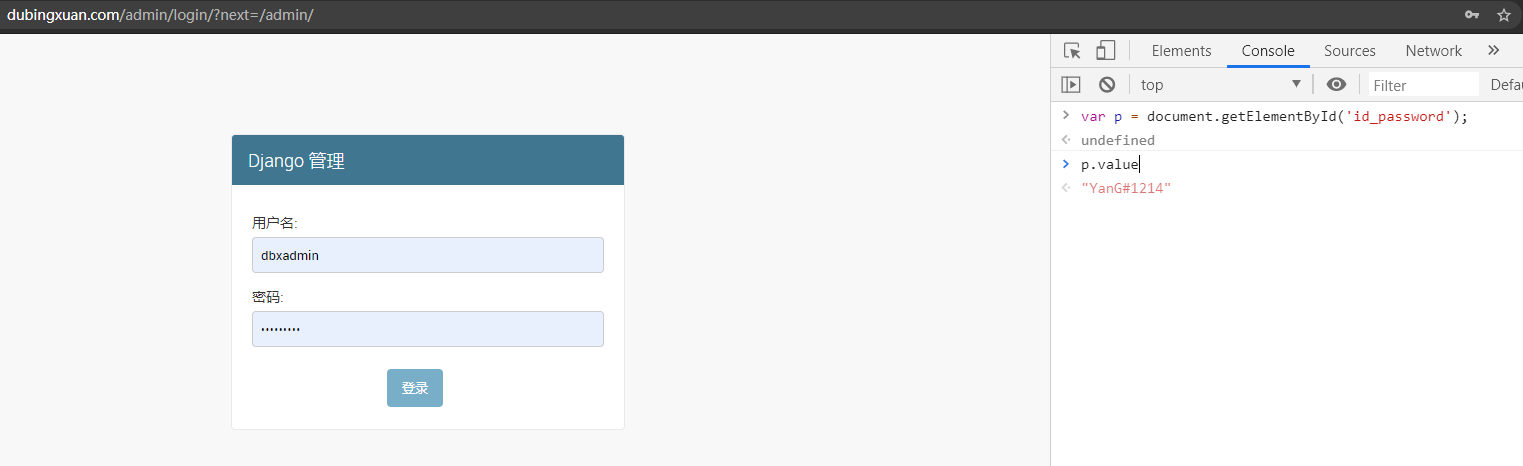 dubingxuan.com/admin/login/?next=/admin/
Elements Console Sources Network »
top Filter Defau
Django 管理
用户名:
dbxadmin
密码:
•••••••••
登录
> var p = document.getElementById('id_password');
undefined
> p.value
"YanG#1214"